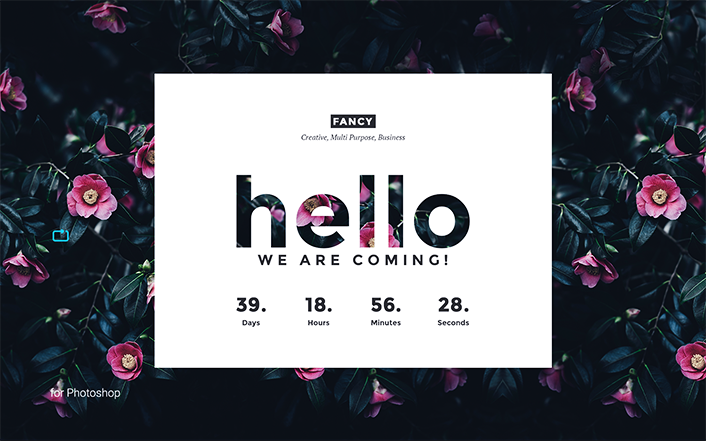 FANCY
Creative, Multi Purpose, Business
hello
WE ARE COMING!
39. 18. 56. 28.
Days Hours Minutes Seconds
for Photoshop